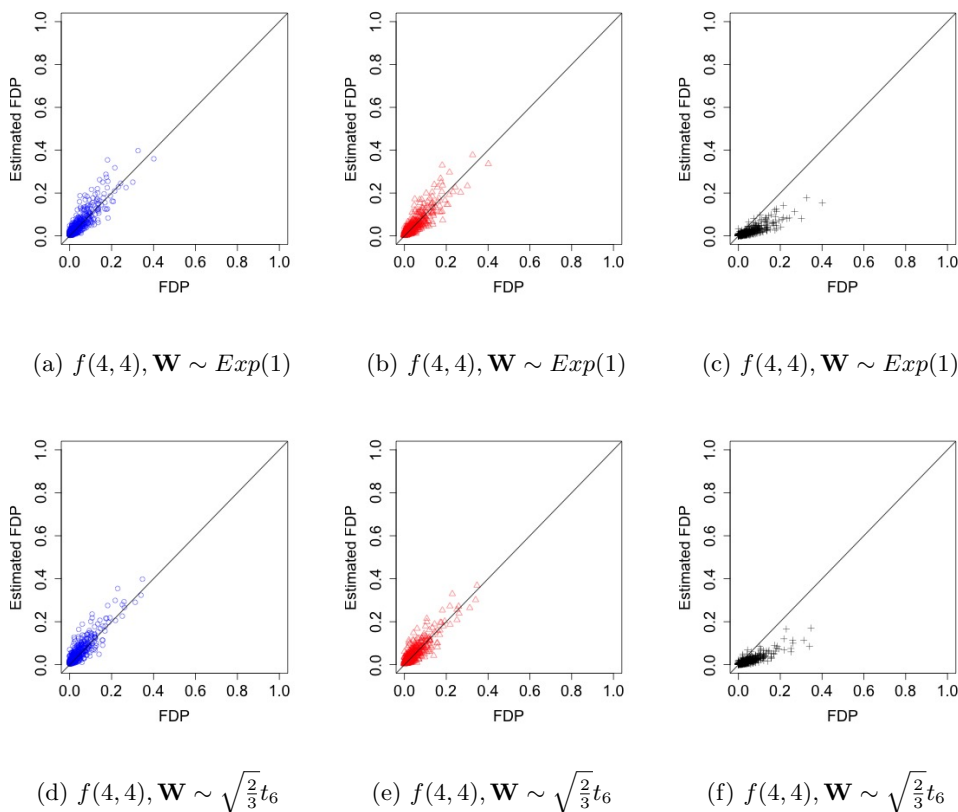 Estimated FDP
0.0 0.2 0.4 0.6 0.8 1.0
0.0 0.2 0.4 0.6 0.8 1.0
FDP
Estimated FDP
0.0 0.2 0.4 0.6 0.8 1.0
0.0 0.2 0.4 0.6 0.8 1.0
FDP
Estimated FDP
0.0 0.2 0.4 0.6 0.8 1.0
0.0 0.2 0.4 0.6 0.8 1.0
FDP
(a) f(4, 4), W ∼ Exp(1)
(b) f(4, 4), W ∼ Exp(1)
(c) f(4, 4), W ∼ Exp(1)
Estimated FDP
0.0 0.2 0.4 0.6 0.8 1.0
0.0 0.2 0.4 0.6 0.8 1.0
FDP
Estimated FDP
0.0 0.2 0.4 0.6 0.8 1.0
0.0 0.2 0.4 0.6 0.8 1.0
FDP
Estimated FDP
0.0 0.2 0.4 0.6 0.8 1.0
0.0 0.2 0.4 0.6 0.8 1.0
FDP
(d) f(4, 4), W ∼ √(2/3) t₆
(e) f(4, 4), W ∼ √(2/3) t₆
(f) f(4, 4), W ∼ √(2/3) t₆